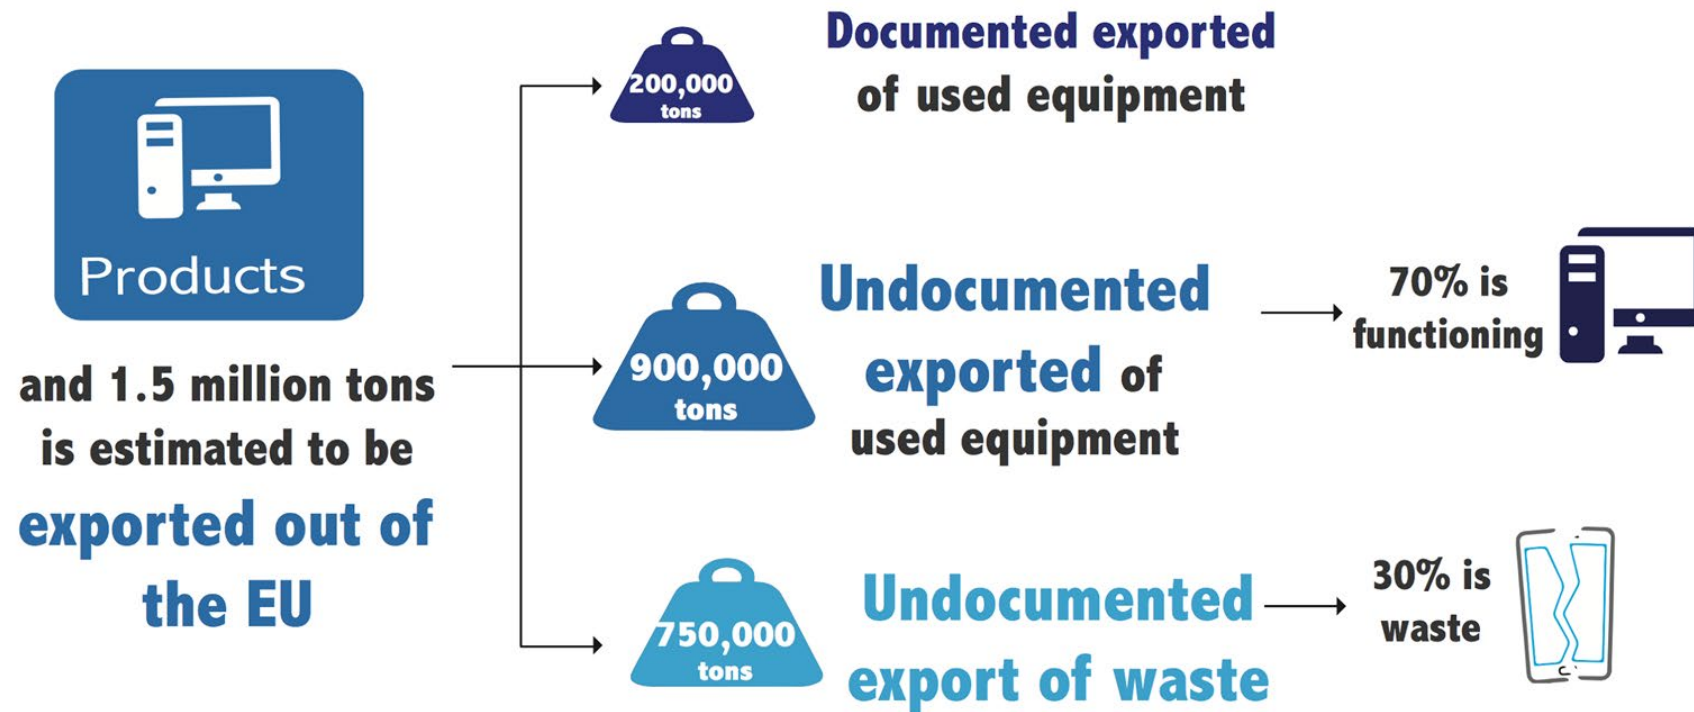 Products
and 1.5 million tons
is estimated to be
exported out of
the EU
200,000
tons
Documented exported
of used equipment
900,000
tons
Undocumented
exported of
used equipment
70% is
functioning
750,000
tons
Undocumented
export of waste
30% is
waste